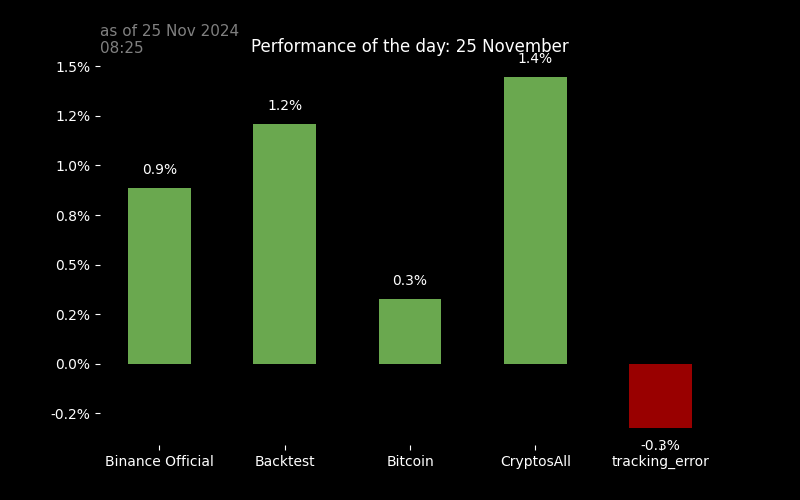 as of 25 Nov 2024
08:25
Performance of the day: 25 November
1.5%
1.2%
1.0%
0.8%
0.5%
0.2%
0.0%
-0.2%
0.9%
1.2%
0.3%
1.4%
-0.3%
Binance Official
Backtest
Bitcoin
CryptosAll
tracking_error